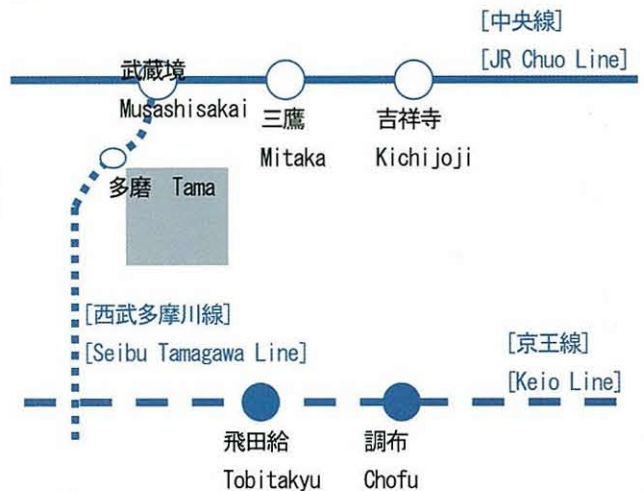 [中央線]
[JR Chuo Line]
武蔵境
Musashisakai
三鷹
Mitaka
吉祥寺
Kichijoji
多磨 Tama
[西武多摩川線]
[Seibu Tamagawa Line]
[京王線]
[Keio Line]
飛田給
Tobitakyu
調布
Chofu